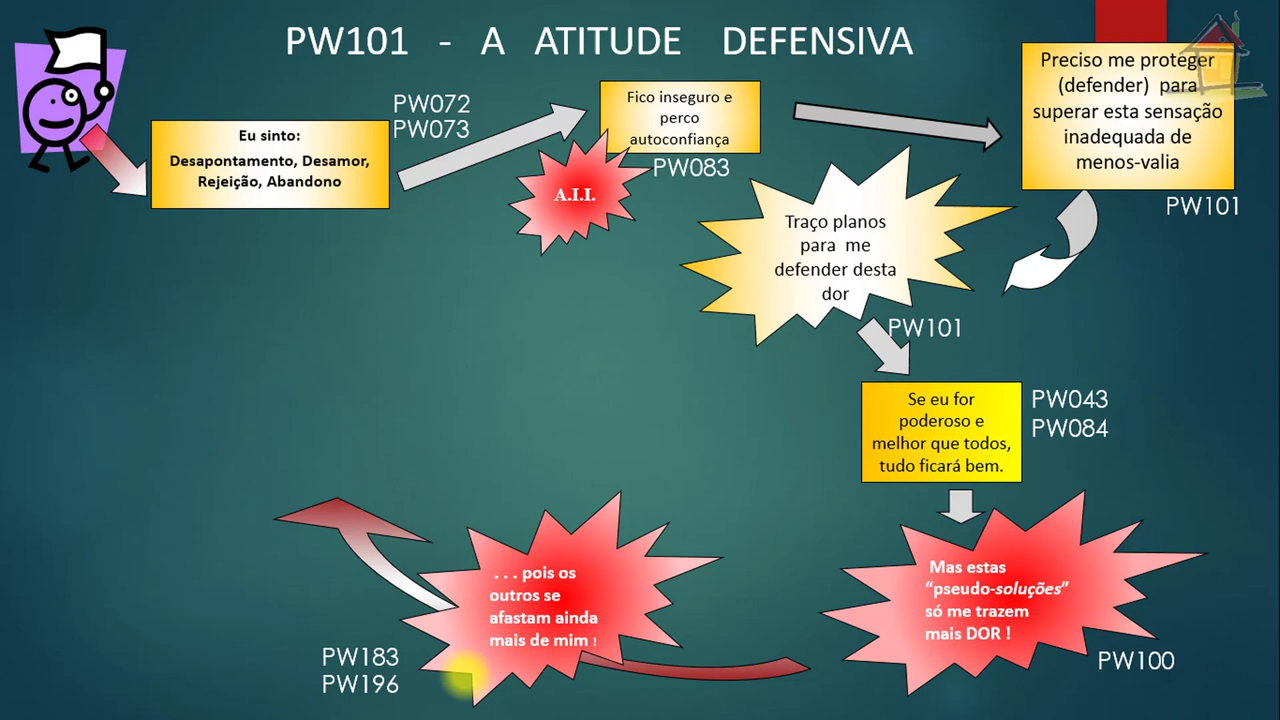 PW101 - A ATITUDE DEFENSIVA
Eu sinto:
Desapontamento, Desamor,
Rejeição, Abandono
PW072
PW073
Fico inseguro e
perco
autoconfiança
PW083
A.I.I.
Preciso me proteger
(defender) para
superar esta sensação
inadequada de
menos-valia
PW101
Traço planos
para me
defender desta
dor
PW101
Se eu for
poderoso e
melhor que todos,
tudo ficará bem.
PW043
PW084
Mas estas
“pseudo-soluções”
só me trazem
mais DOR !
PW100
. . . pois os
outros se
afastam ainda
mais de mim !
PW183
PW196